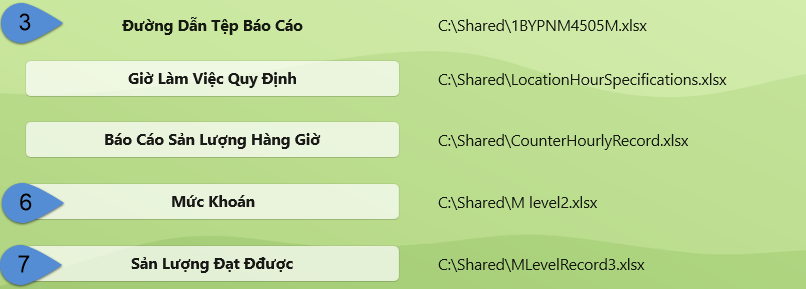 3 Đường Dẫn Tệp Báo Cáo C:\Shared\1BYPNM4505M.xlsx
Giờ Làm Việc Quy Định C:\Shared\LocationHourSpecifications.xlsx
Báo Cáo Sản Lượng Hàng Giờ C:\Shared\CounterHourlyRecord.xlsx
6 Mức Khoán C:\Shared\M level2.xlsx
7 Sản Lượng Đạt Đđược C:\Shared\MLevelRecord3.xlsx